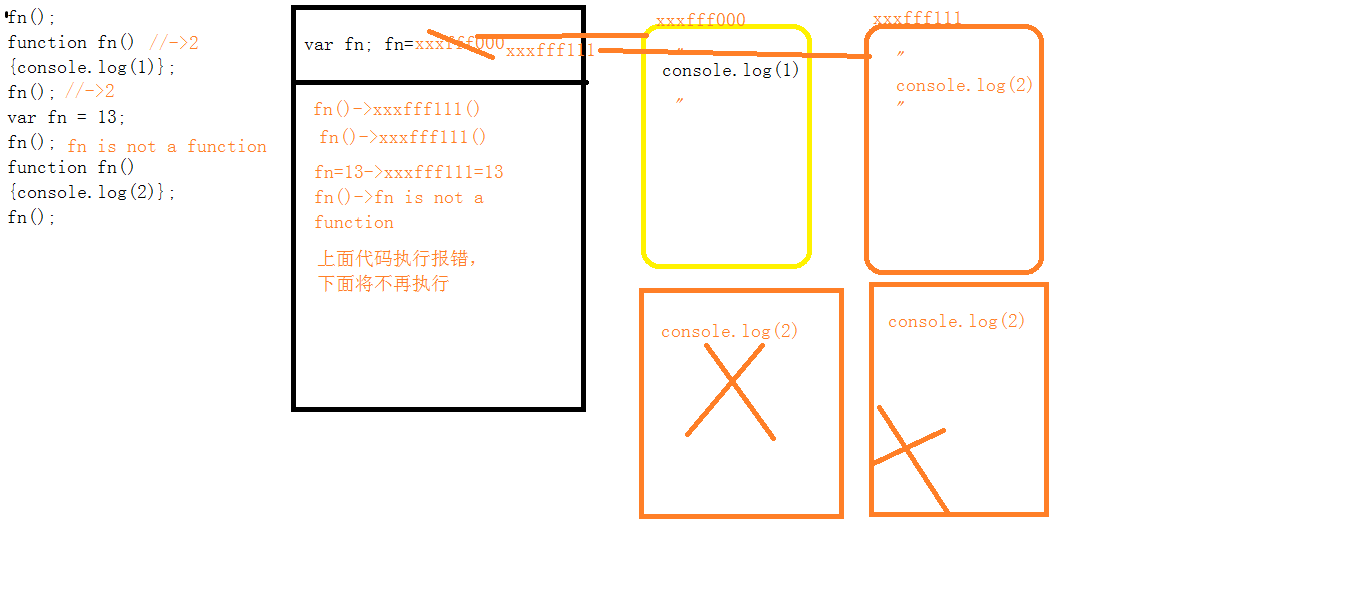 fn();
function fn() //->2
{console.log(1)};
fn(); //->2
var fn = 13;
fn(); fn is not a function
function fn()
{console.log(2)};
fn();
var fn; fn=xxxfff000 xxxfff111
fn()->xxxfff111()
fn()->xxxfff111()
fn=13->xxxfff111=13
fn()->fn is not a
function
上面代码执行报错,
下面将不再执行
xxxfff000
"
console.log(1)
"
xxxfff111
"
console.log(2)
"
console.log(2)
console.log(2)